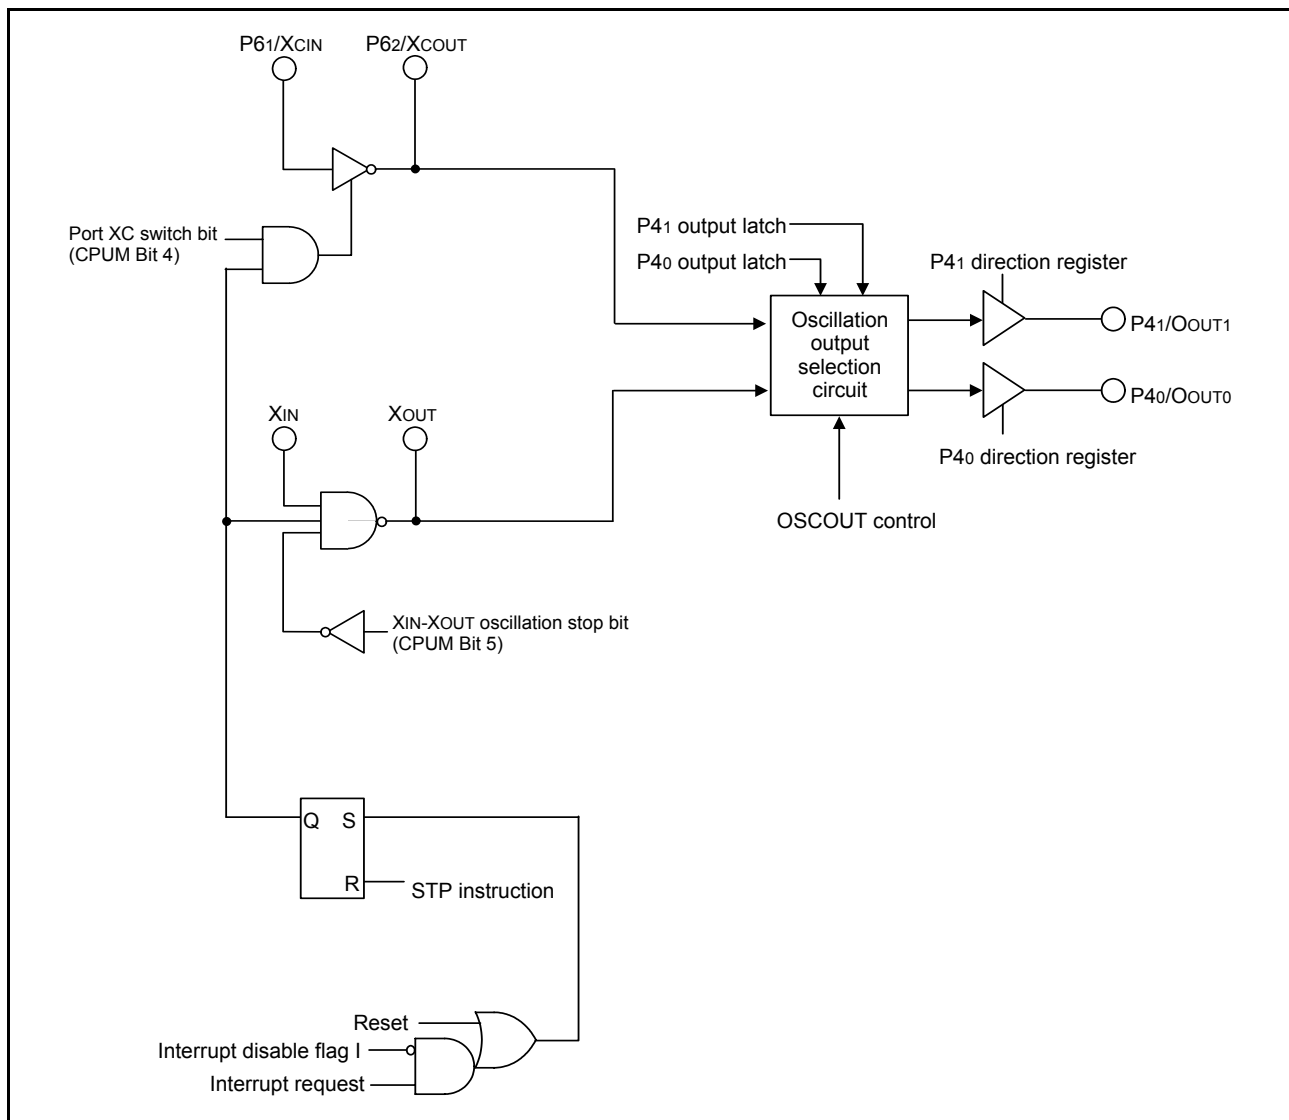 P61/XCIN
P62/XCOUT
Port XC switch bit
(CPUM Bit 4)
P41 output latch
P40 output latch
P41 direction register
Oscillation
output
selection
circuit
P41/OOUT1
P40/OOUT0
P40 direction register
OSCOUT control
XIN
XOUT
XIN-XOUT oscillation stop bit
(CPUM Bit 5)
Q
S
R
STP instruction
Reset
Interrupt disable flag I
Interrupt request